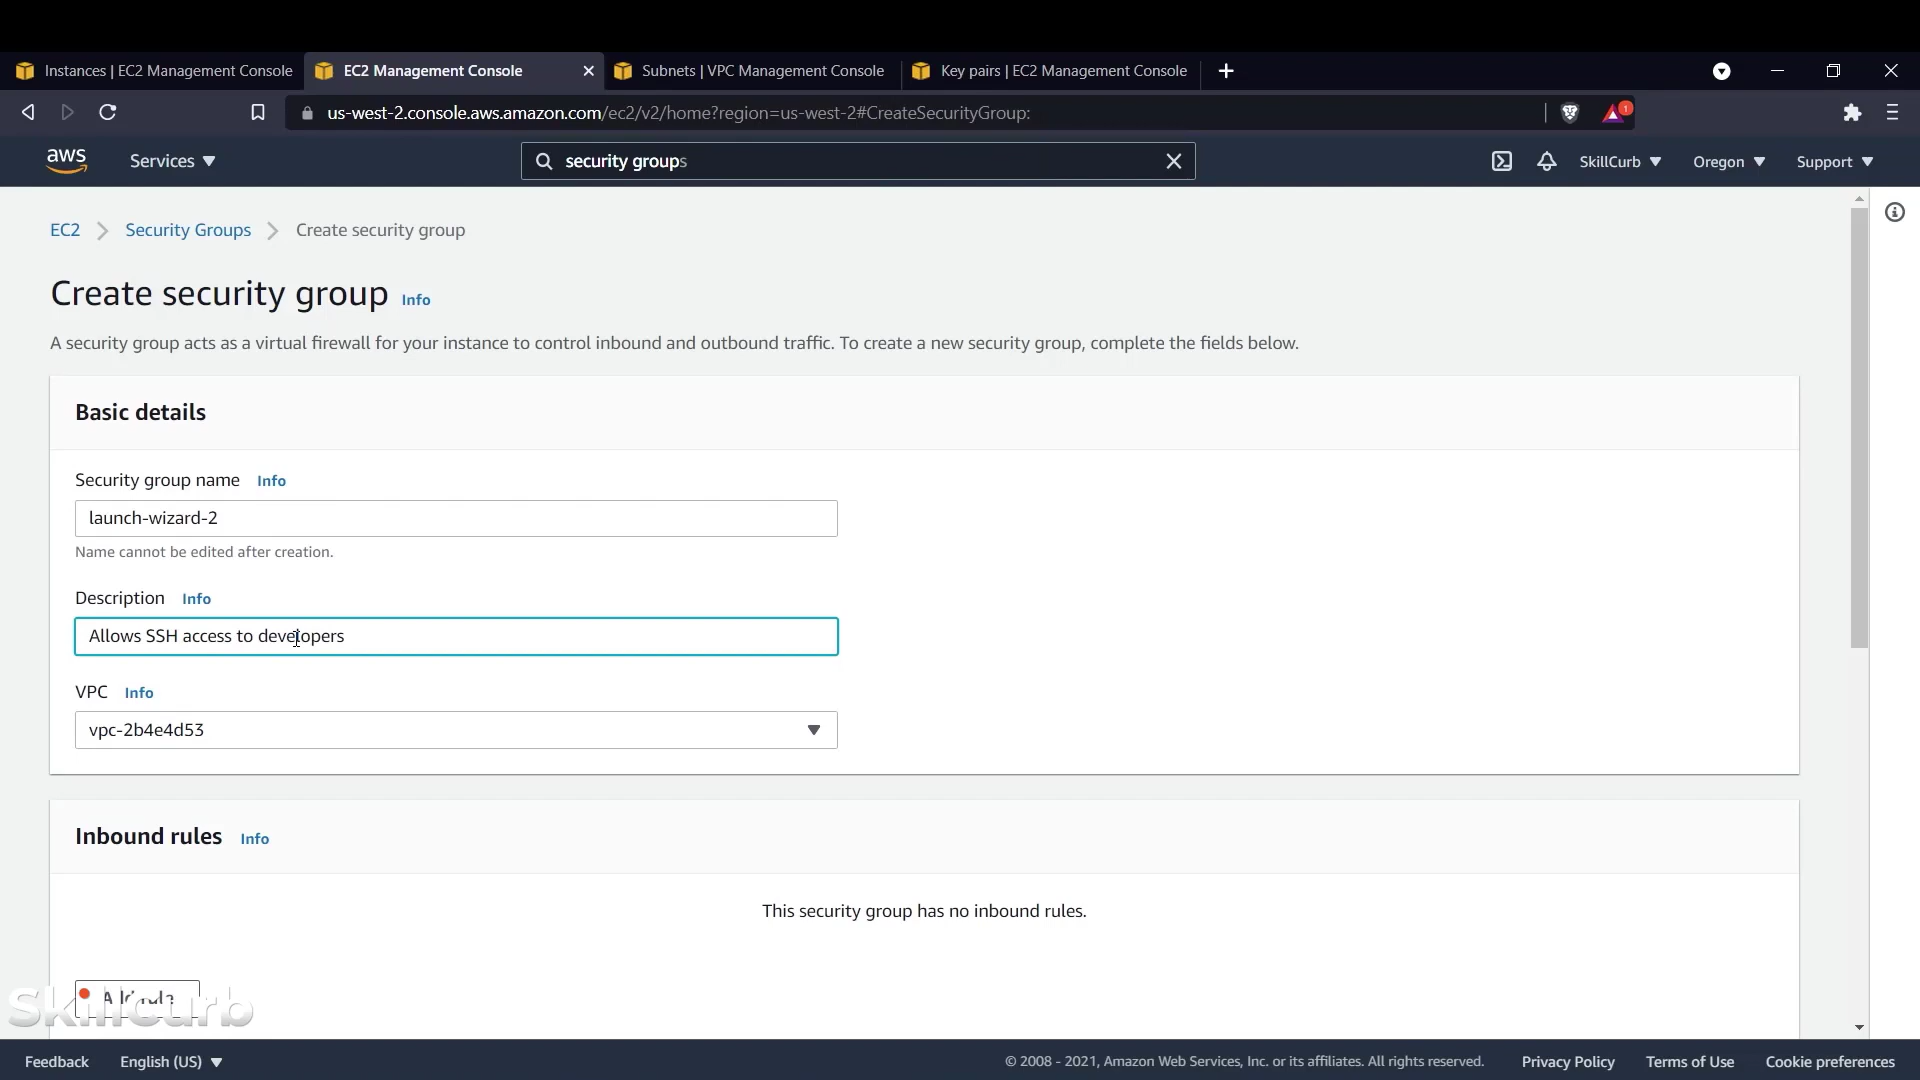 Instances | EC2 Management Console
EC2 Management Console
Subnets | VPC Management Console
Key pairs | EC2 Management Console
us-west-2.console.aws.amazon.com/ec2/v2/home?region=us-west-2#CreateSecurityGroup:
1
aws
Services
security groups
SkillCurb
Oregon
Support
EC2
Security Groups
Create security group
Create security group Info
A security group acts as a virtual firewall for your instance to control inbound and outbound traffic. To create a new security group, complete the fields below.
Basic details
Security group name Info
launch-wizard-2
Name cannot be edited after creation.
Description Info
Allows SSH access to developers
VPC Info
vpc-2b4e4d53
Inbound rules Info
This security group has no inbound rules.
Add rule
SkillCurb
Feedback
English (US)
© 2008 - 2021, Amazon Web Services, Inc. or its affiliates. All rights reserved.
Privacy Policy
Terms of Use
Cookie preferences